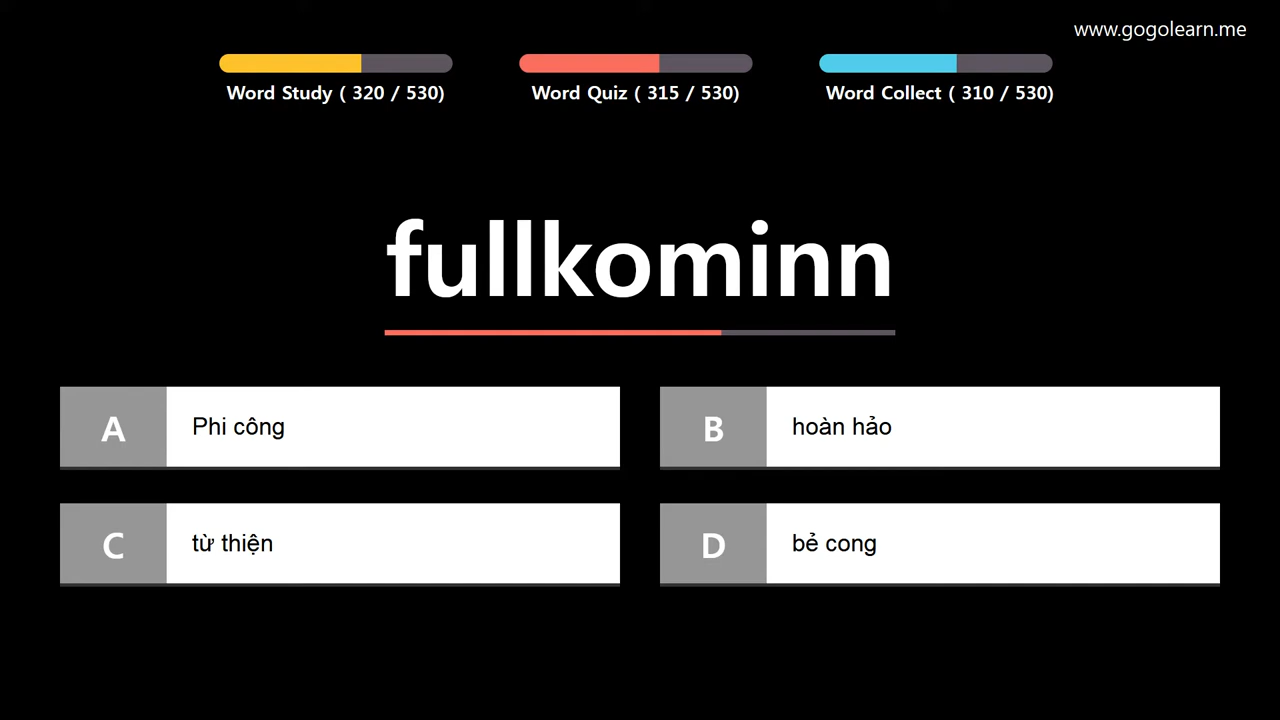 www.gogolearn.me
Word Study ( 320 / 530)
Word Quiz ( 315 / 530)
Word Collect ( 310 / 530)
fullkominn
A Phi công
B hoàn hảo
C từ thiện
D bẻ cong